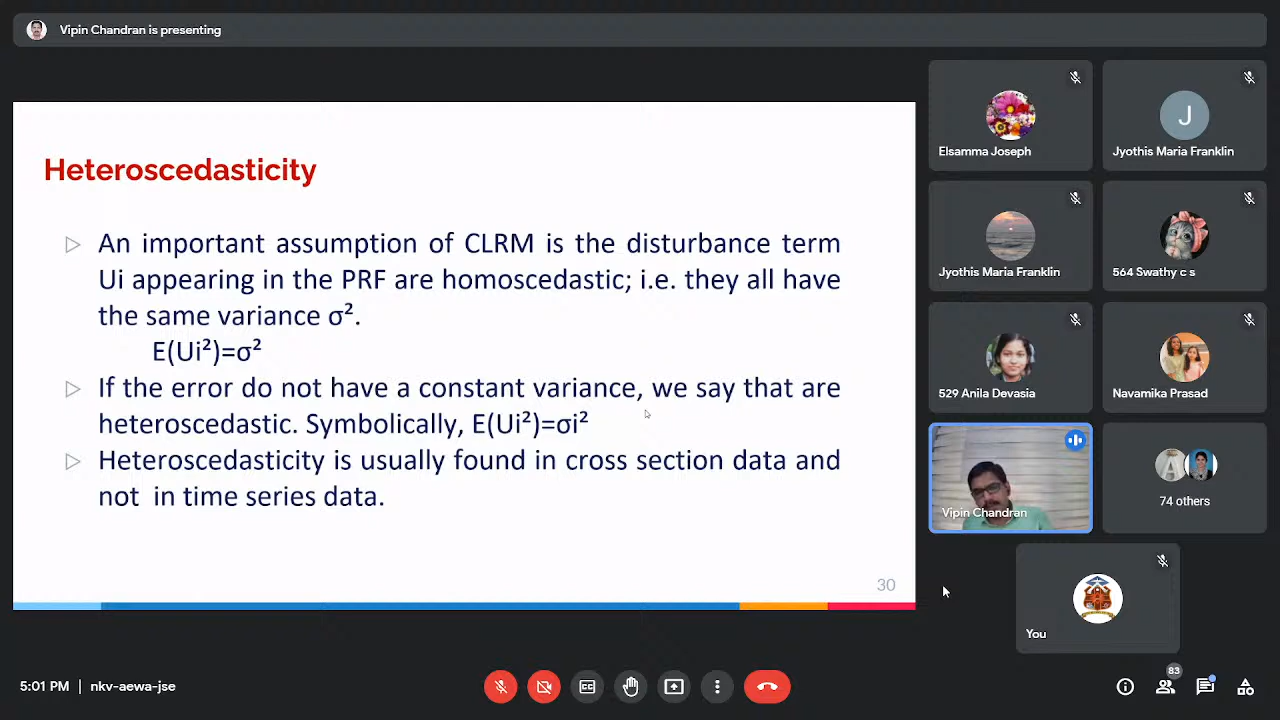 Vipin Chandran is presenting
Heteroscedasticity
An important assumption of CLRM is the disturbance term
Ui appearing in the PRF are homoscedastic; i.e. they all have
the same variance σ².
E(Ui²)=σ²
If the error do not have a constant variance, we say that are
heteroscedastic. Symbolically, E(Ui²)=σi²
Heteroscedasticity is usually found in cross section data and
not in time series data.
30
Elsamma Joseph
J
Jyothis Maria Franklin
Jyothis Maria Franklin
564 Swathy c s
529 Anila Devasia
Navamika Prasad
Vipin Chandran
A
74 others
You
5:01 PM | nkv-aewa-jse
83